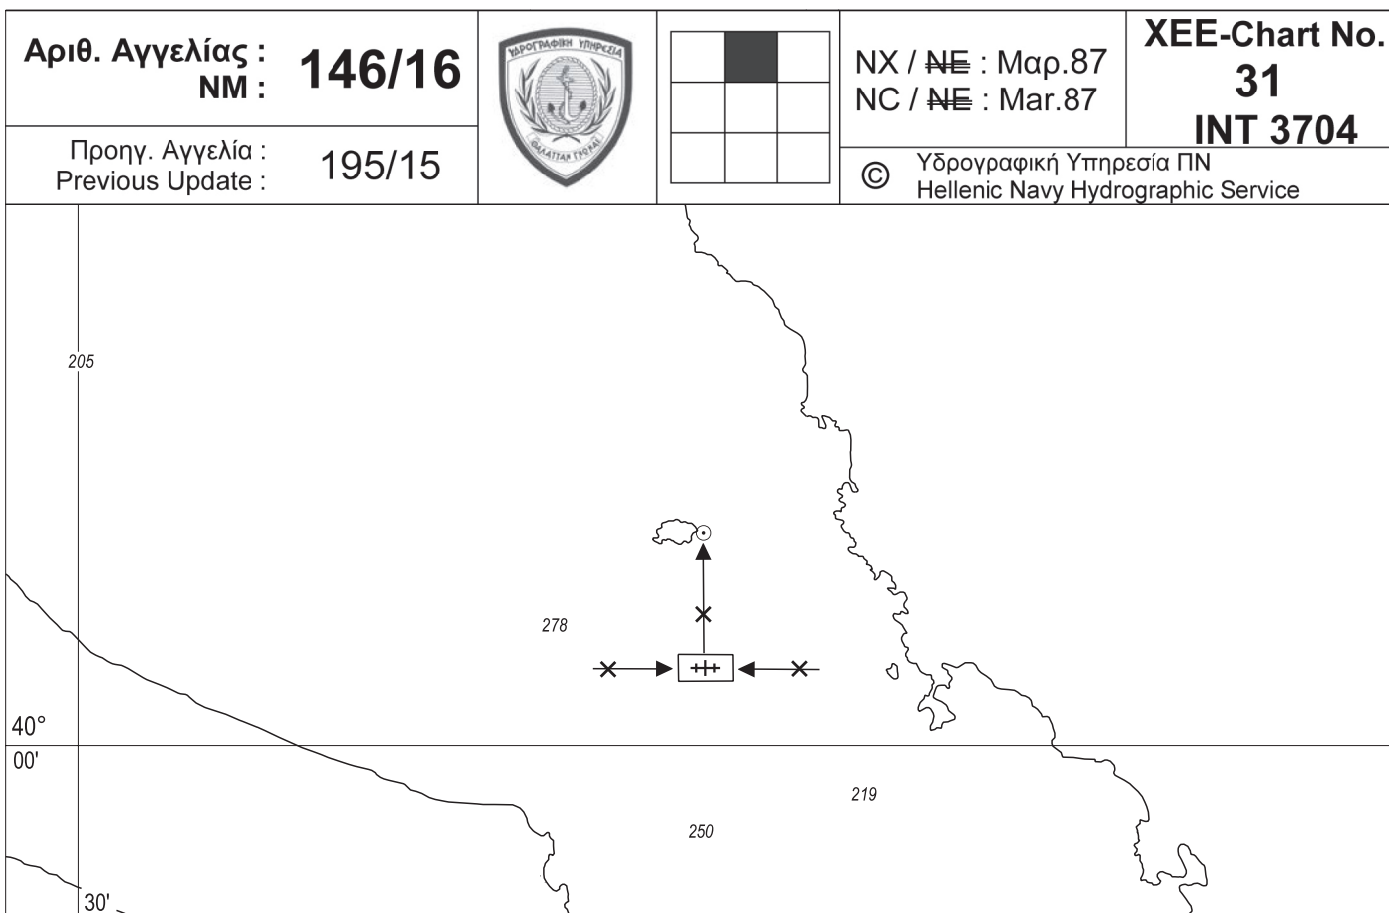 Αριθ. Αγγελίας :
NM :
146/16
Προηγ. Αγγελία :
Previous Update :
195/15
ΥΔΡΟΓΡΑΦΙΚΗ ΥΠΗΡΕΣΙΑ
NX / NE : Μαρ.87
NC / NE : Mar.87
XEE-Chart No.
31
INT 3704
© Υδρογραφική Υπηρεσία ΠΝ
Hellenic Navy Hydrographic Service
205
278
40°
00'
219
250
30'